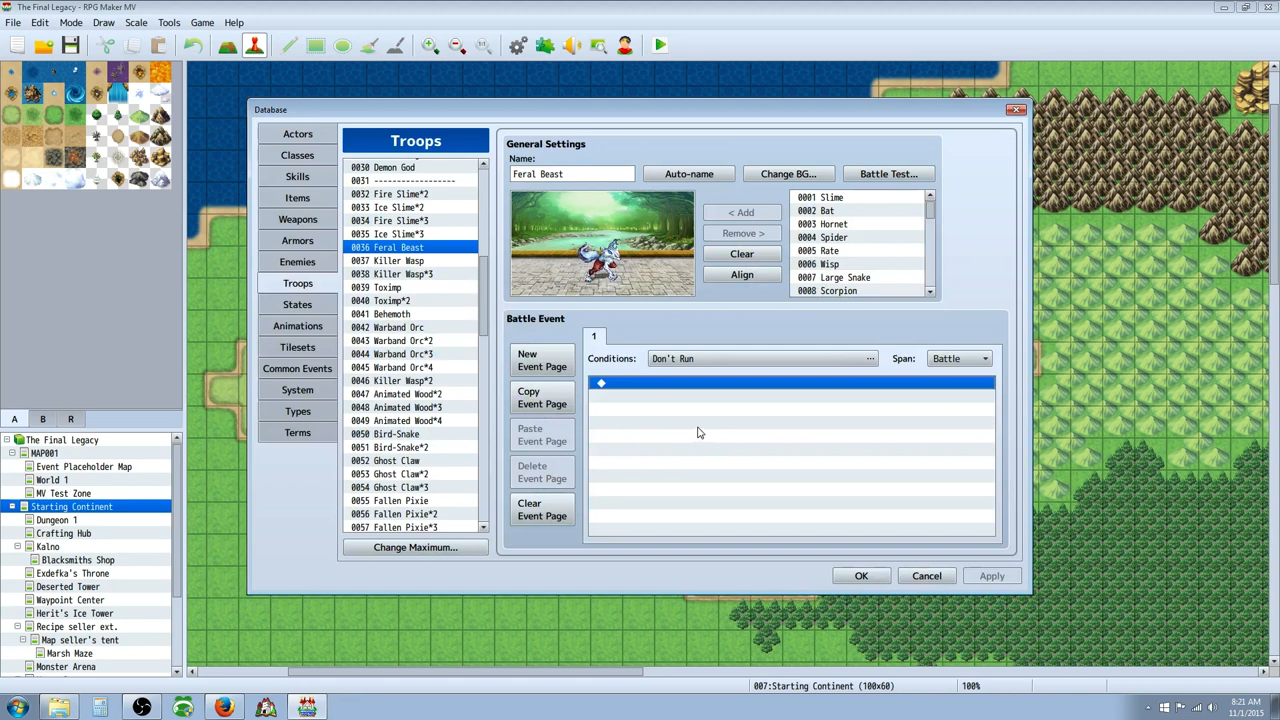 The Final Legacy - RPG Maker MV
File Edit Mode Draw Scale Tools Game Help
Database
Actors
Classes
Skills
Items
Weapons
Armors
Enemies
Troops
States
Animations
Tilesets
Common Events
System
Types
Terms
Troops
0030 Demon God
0031 ------------------
0032 Fire Slime*2
0033 Ice Slime*2
0034 Fire Slime*3
0035 Ice Slime*3
0036 Feral Beast
0037 Killer Wasp
0038 Killer Wasp*3
0039 Toximp
0040 Toximp*2
0041 Behemoth
0042 Warband Orc
0043 Warband Orc*2
0044 Warband Orc*3
0045 Warband Orc*4
0046 Killer Wasp*2
0047 Animated Wood*2
0048 Animated Wood*3
0049 Animated Wood*4
0050 Bird-Snake
0051 Bird-Snake*2
0052 Ghost Claw
0053 Ghost Claw*2
0054 Ghost Claw*3
0055 Fallen Pixie
0056 Fallen Pixie*2
0057 Fallen Pixie*3
Change Maximum...
General Settings
Name:
Feral Beast
Auto-name
Change BG...
Battle Test...
< Add
Remove >
Clear
Align
0001 Slime
0002 Bat
0003 Hornet
0004 Spider
0005 Rate
0006 Wisp
0007 Large Snake
0008 Scorpion
Battle Event
1
New
Event Page
Copy
Event Page
Paste
Event Page
Delete
Event Page
Clear
Event Page
Conditions: Don't Run ... Span: Battle
OK
Cancel
Apply
A B R
The Final Legacy
MAP001
Event Placeholder Map
World 1
MV Test Zone
Starting Continent
Dungeon 1
Crafting Hub
Kalno
Blacksmiths Shop
Exdefka's Throne
Deserted Tower
Waypoint Center
Herit's Ice Tower
Recipe seller ext.
Map seller's tent
Marsh Maze
Monster Arena
007:Starting Continent (100x60) 100%
8:21 AM
11/1/2015